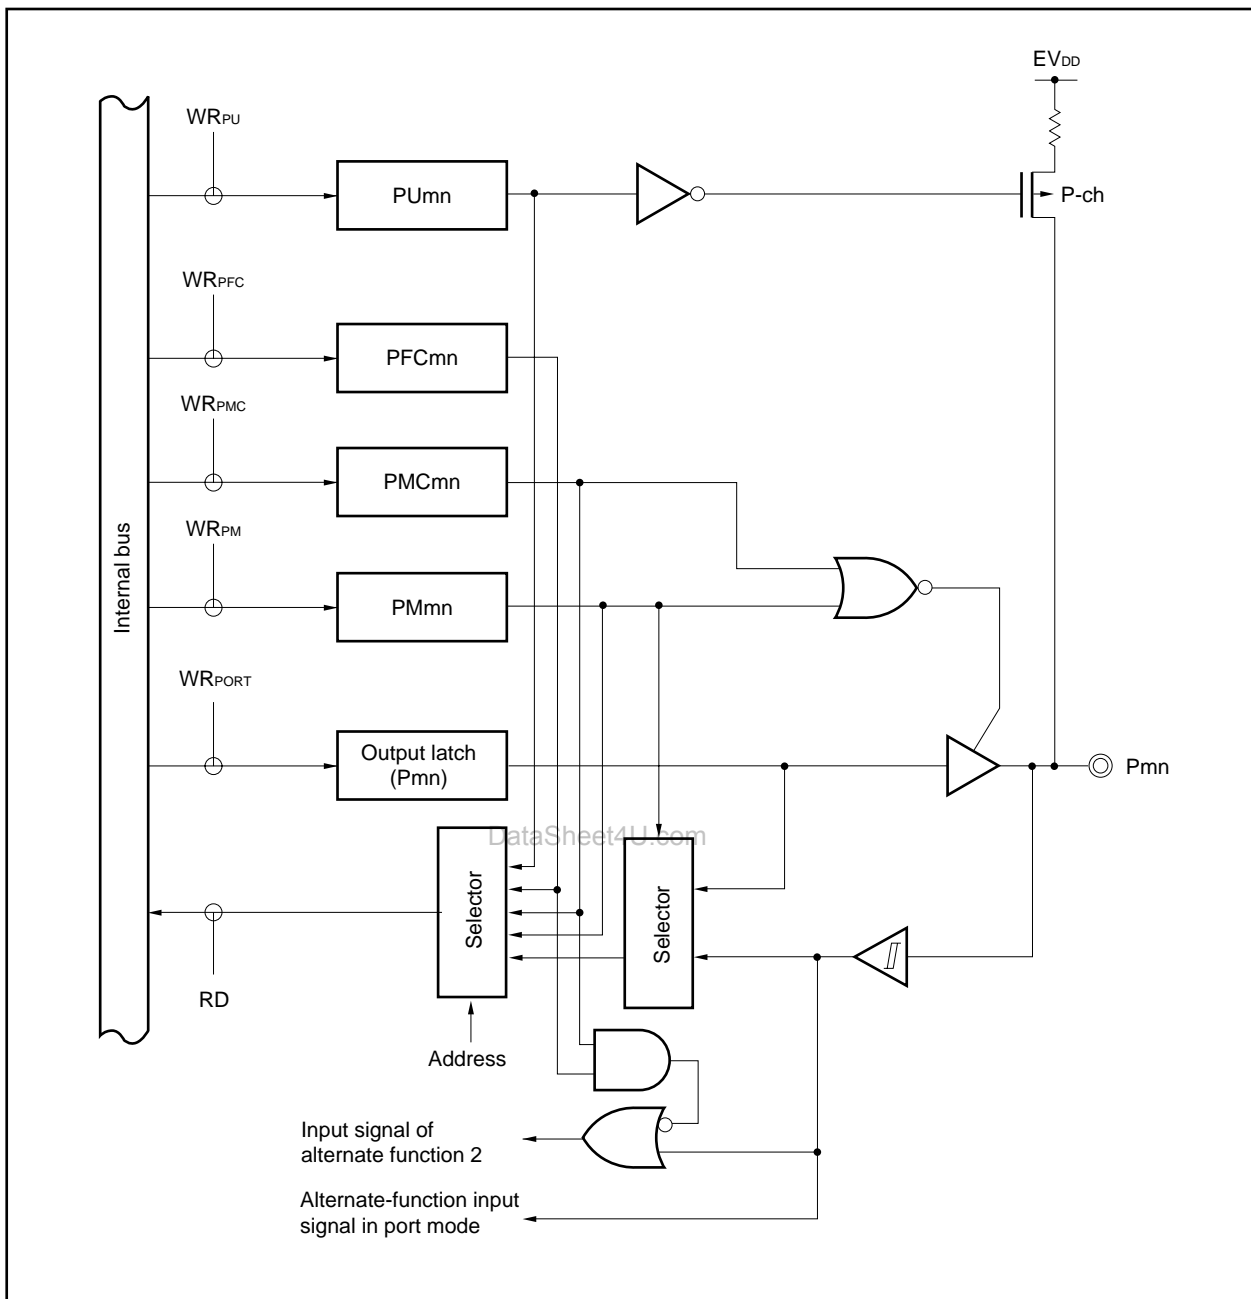 EVDD
WRPU
PUmn
P-ch
WRPFC
PFCmn
WRPMC
PMCmn
WRPM
PMmn
Internal bus
WRPORT
Output latch
(Pmn)
Pmn
DataSheet4U.com
Selector
Selector
RD
Address
Input signal of
alternate function 2
Alternate-function input
signal in port mode